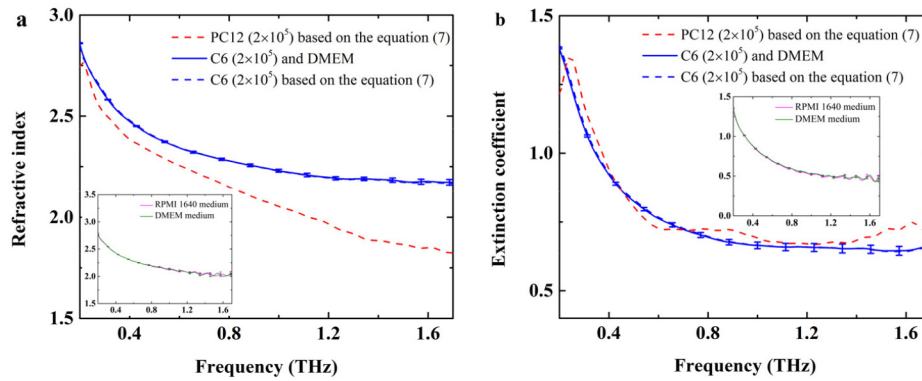 a
3.0
2.5
2.0
1.5
Refractive index
PC12 (2×10⁵) based on the equation (7)
C6 (2×10⁵) and DMEM
C6 (2×10⁵) based on the equation (7)
3.5
3.0
2.5
2.0
1.5
RPMI 1640 medium
DMEM medium
0.4 0.8 1.2 1.6
0.4 0.8 1.2 1.6
Frequency (THz)
b
1.5
1.0
0.5
Extinction coefficient
PC12 (2×10⁵) based on the equation (7)
C6 (2×10⁵) and DMEM
C6 (2×10⁵) based on the equation (7)
1.5
1.0
0.5
0.0
RPMI 1640 medium
DMEM medium
0.4 0.8 1.2 1.6
0.4 0.8 1.2 1.6
Frequency (THz)